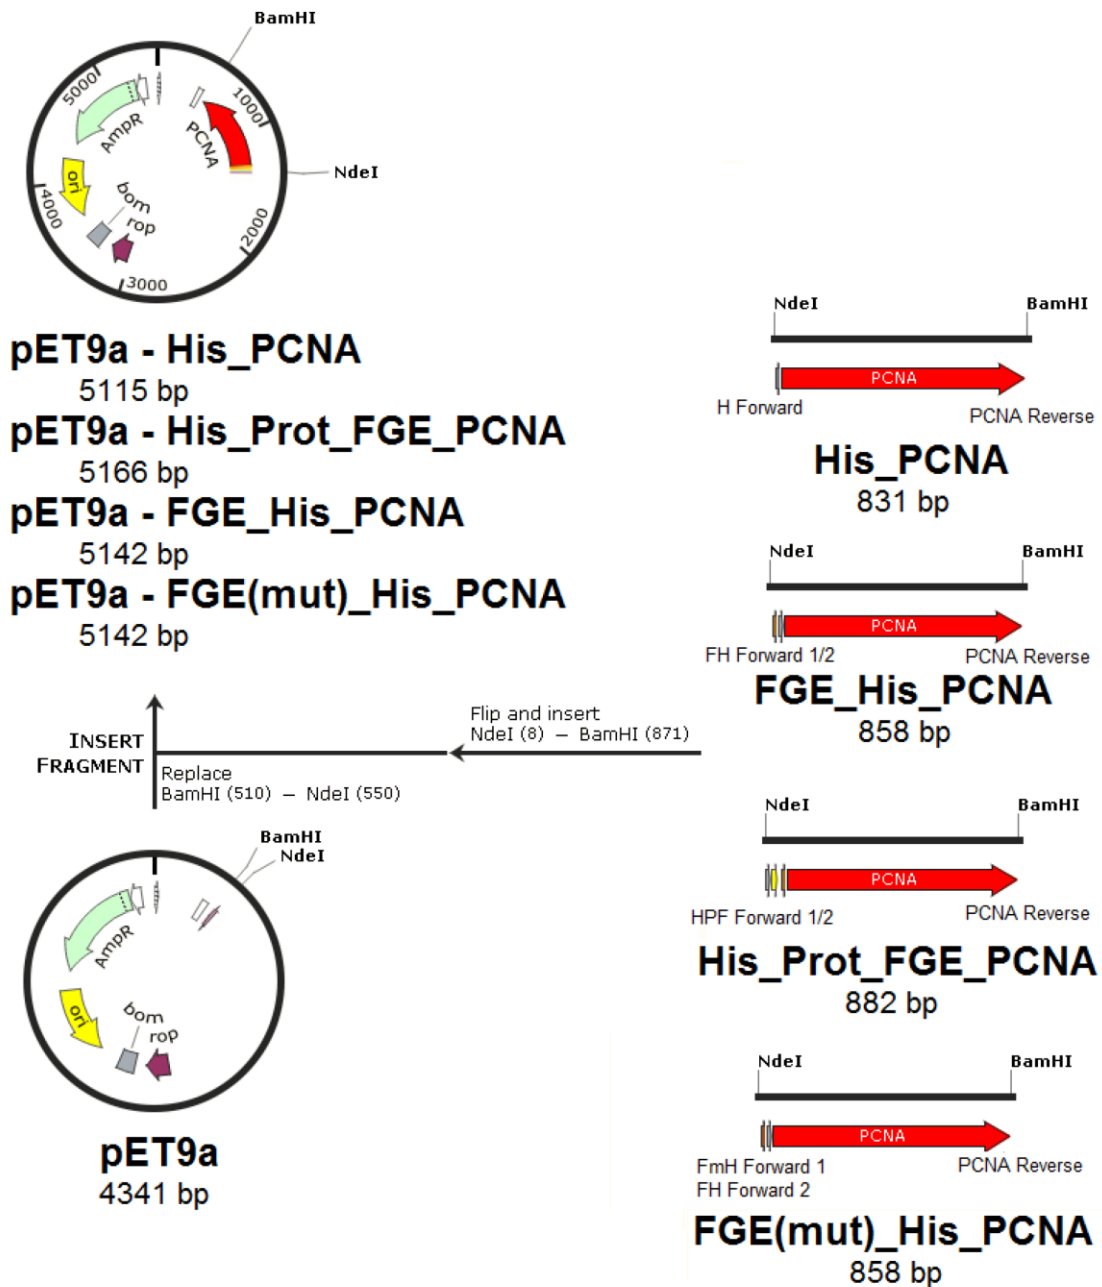 BamHI
5000
1000
AmpR
PCNA
NdeI
ori
bom
rop
4000
2000
3000
pET9a - His_PCNA
5115 bp
pET9a - His_Prot_FGE_PCNA
5166 bp
pET9a - FGE_His_PCNA
5142 bp
pET9a - FGE(mut)_His_PCNA
5142 bp
INSERT
FRAGMENT
Replace
BamHI (510) – NdeI (550)
Flip and insert
NdeI (8) – BamHI (871)
BamHI
NdeI
AmpR
ori
bom
rop
pET9a
4341 bp
NdeI
BamHI
PCNA
H Forward
PCNA Reverse
His_PCNA
831 bp
NdeI
BamHI
PCNA
FH Forward 1/2
PCNA Reverse
FGE_His_PCNA
858 bp
NdeI
BamHI
PCNA
HPF Forward 1/2
PCNA Reverse
His_Prot_FGE_PCNA
882 bp
NdeI
BamHI
PCNA
FmH Forward 1
FH Forward 2
PCNA Reverse
FGE(mut)_His_PCNA
858 bp